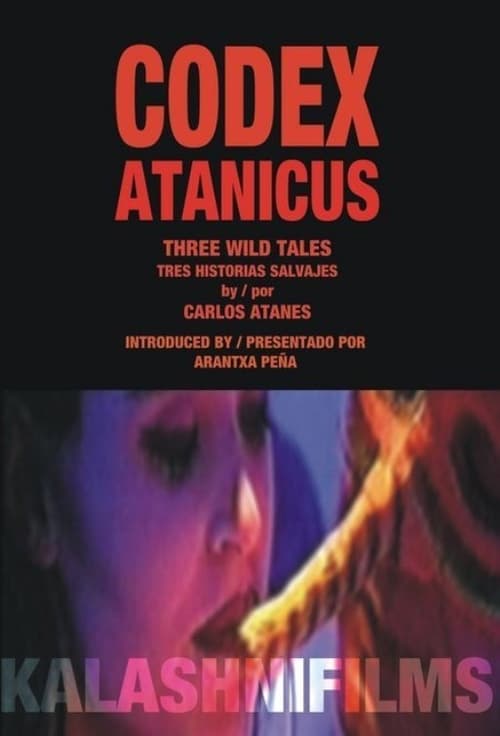 CODEX
ATANICUS
THREE WILD TALES
TRES HISTORIAS SALVAJES
by / por
CARLOS ATANES
INTRODUCED BY / PRESENTADO POR
ARANTXA PEÑA
KALASHNIFILMS